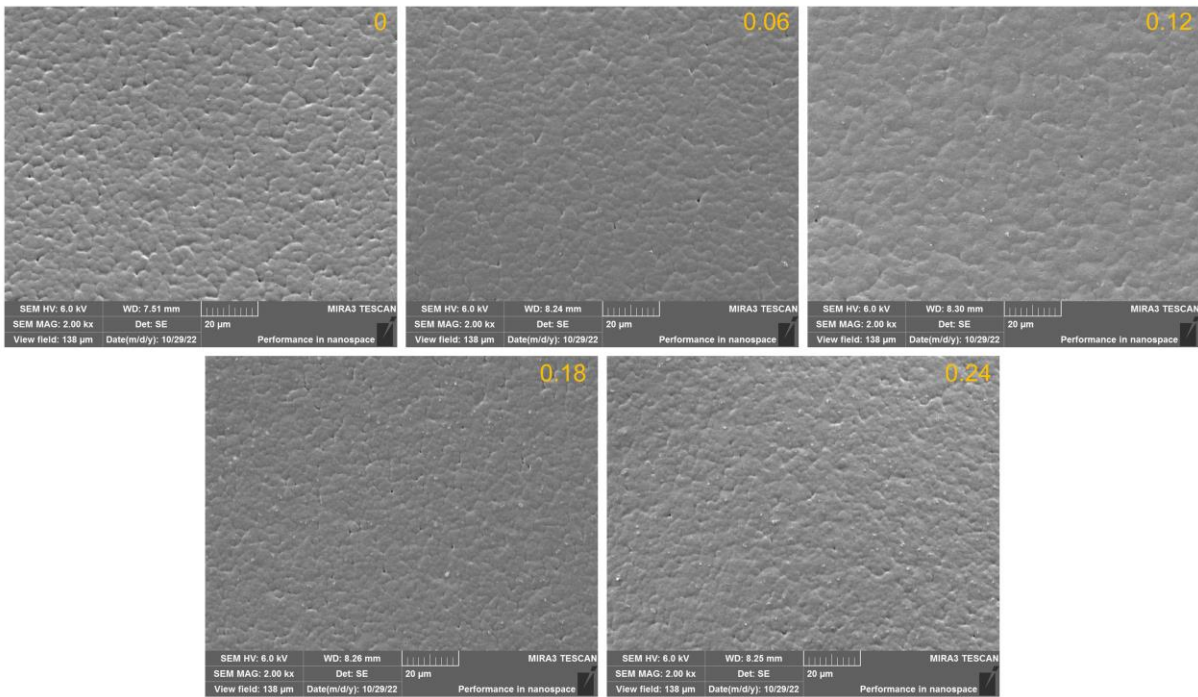 0
SEM HV: 6.0 kV WD: 7.51 mm MIRA3 TESCAN
SEM MAG: 2.00 kx Det: SE 20 µm
View field: 138 µm Date(m/d/y): 10/29/22 Performance in nanospace
0.06
SEM HV: 6.0 kV WD: 8.24 mm MIRA3 TESCAN
SEM MAG: 2.00 kx Det: SE 20 µm
View field: 138 µm Date(m/d/y): 10/29/22 Performance in nanospace
0.12
SEM HV: 6.0 kV WD: 8.30 mm MIRA3 TESCAN
SEM MAG: 2.00 kx Det: SE 20 µm
View field: 138 µm Date(m/d/y): 10/29/22 Performance in nanospace
0.18
SEM HV: 6.0 kV WD: 8.26 mm MIRA3 TESCAN
SEM MAG: 2.00 kx Det: SE 20 µm
View field: 138 µm Date(m/d/y): 10/29/22 Performance in nanospace
0.24
SEM HV: 6.0 kV WD: 8.25 mm MIRA3 TESCAN
SEM MAG: 2.00 kx Det: SE 20 µm
View field: 138 µm Date(m/d/y): 10/29/22 Performance in nanospace